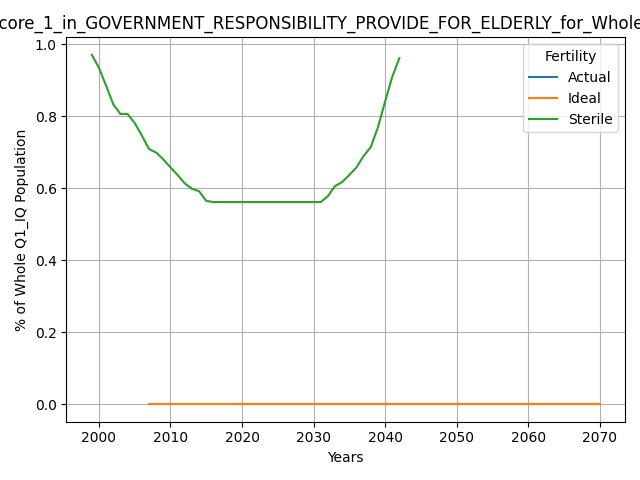 core_1_in_GOVERNMENT_RESPONSIBILITY_PROVIDE_FOR_ELDERLY_for_Whole
Fertility
Actual
Ideal
Sterile
% of Whole Q1_IQ Population
1.0
0.8
0.6
0.4
0.2
0.0
2000 2010 2020 2030 2040 2050 2060 2070
Years